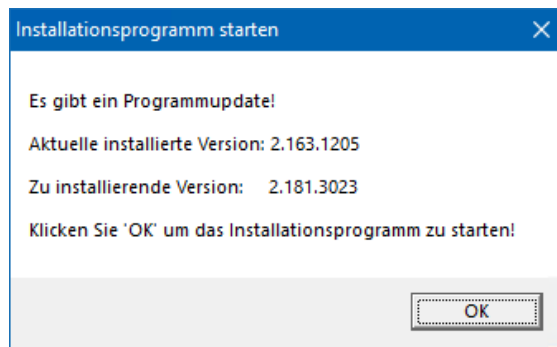 Installationsprogramm starten
Es gibt ein Programmupdate!
Aktuelle installierte Version: 2.163.1205
Zu installierende Version: 2.181.3023
Klicken Sie 'OK' um das Installationsprogramm zu starten!
OK